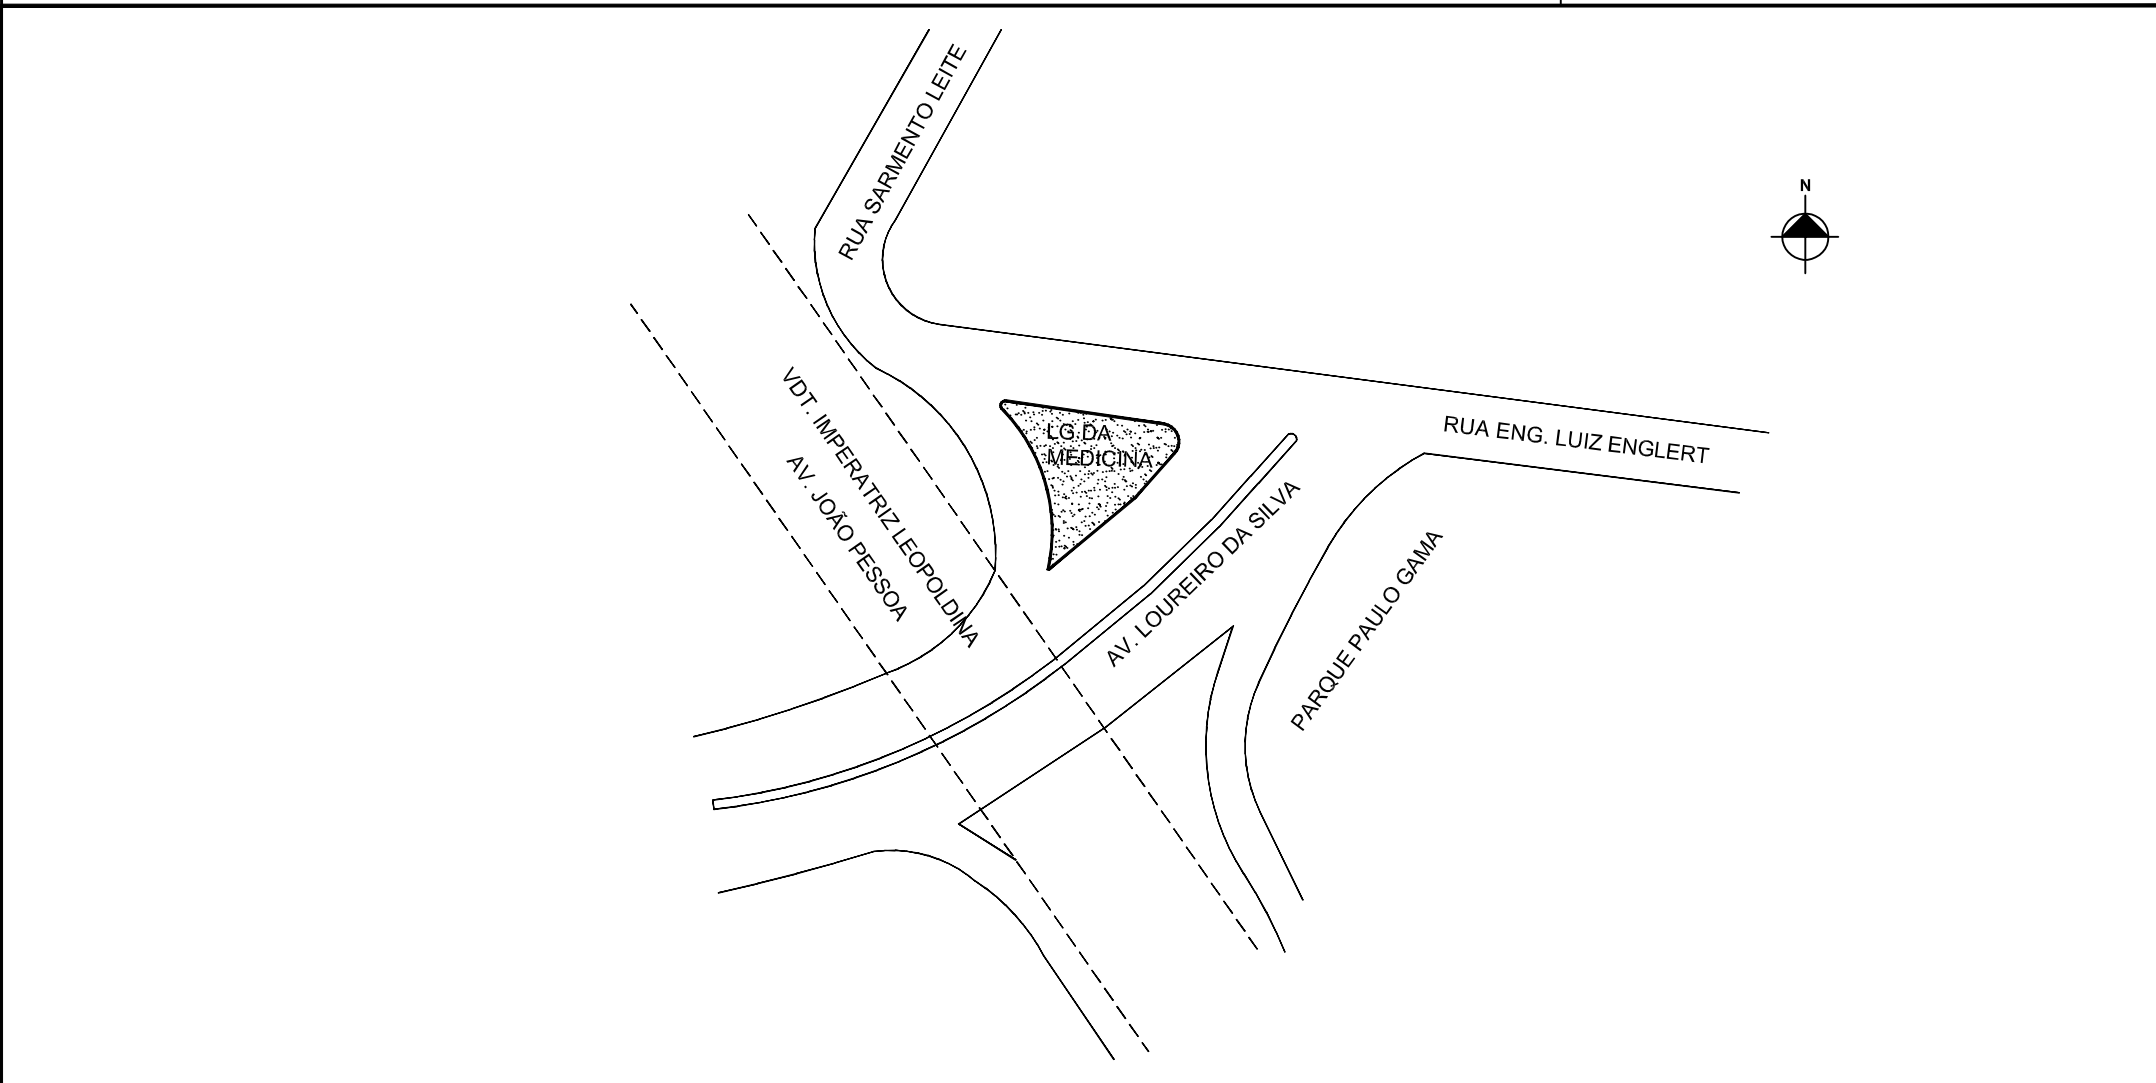 RUA SARMENTO LEITE
N
VDT. IMPERATRIZ LEOPOLDINA
AV. JOÃO PESSOA
LG.DA
MEDICINA
RUA ENG. LUIZ ENGLERT
AV. LOUREIRO DA SILVA
PARQUE PAULO GAMA